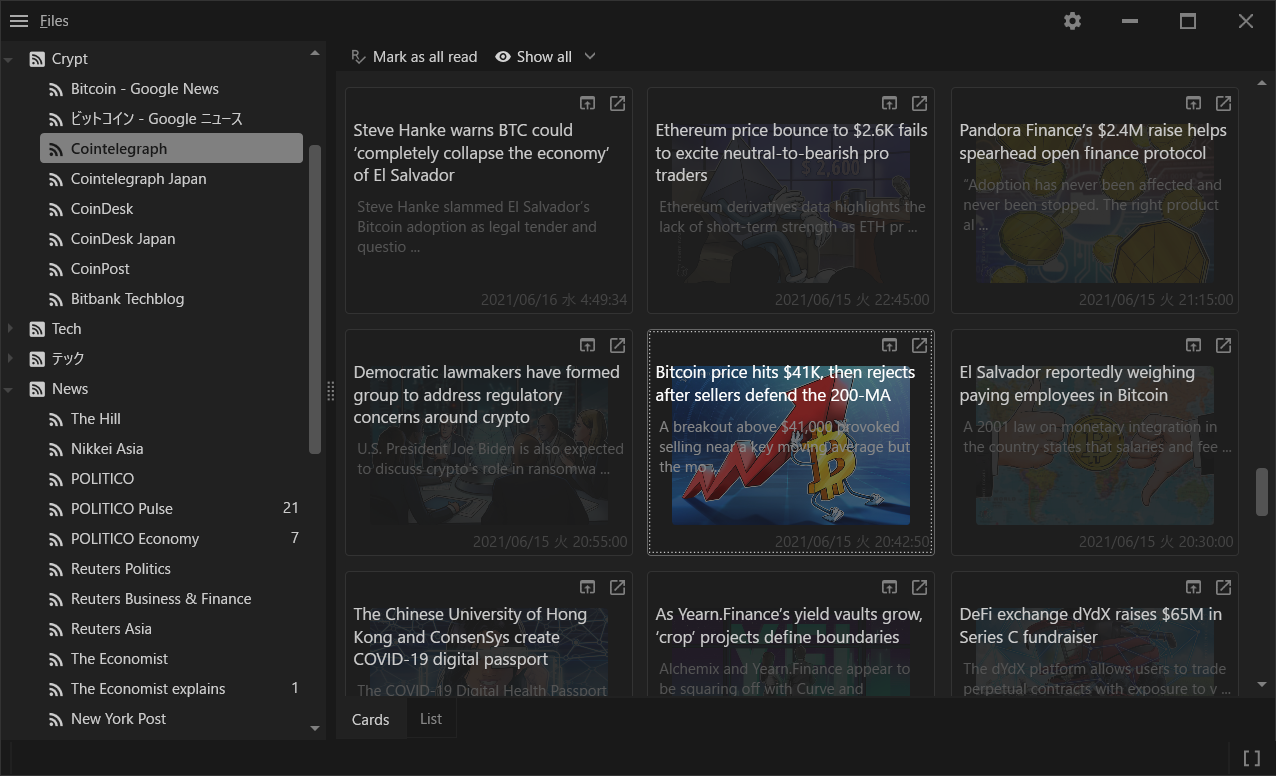 Files
Crypt
Bitcoin - Google News
ビットコイン - Google ニュース
Cointelegraph
Cointelegraph Japan
CoinDesk
CoinDesk Japan
CoinPost
Bitbank Techblog
Tech
テック
News
The Hill
Nikkei Asia
POLITICO
POLITICO Pulse 21
POLITICO Economy 7
Reuters Politics
Reuters Business & Finance
Reuters Asia
The Economist
The Economist explains 1
New York Post
Mark as all read
Show all
Steve Hanke warns BTC could
‘completely collapse the economy’
of El Salvador
Steve Hanke slammed El Salvador’s
Bitcoin adoption as legal tender and
questio ...
2021/06/16 水 4:49:34
Ethereum price bounce to $2.6K fails
to excite neutral-to-bearish pro
traders
$ 2,600
Ethereum derivatives data highlights the
lack of short-term strength as ETH pr ...
2021/06/15 火 22:45:00
Pandora Finance’s $2.4M raise helps
spearhead open finance protocol
“Adoption has never been affected and
never been stopped. The right product
al ...
2021/06/15 火 21:15:00
Democratic lawmakers have formed
group to address regulatory
concerns around crypto
U.S. President Joe Biden is also expected
to discuss crypto’s role in ransomwa ...
2021/06/15 火 20:55:00
Bitcoin price hits $41K, then rejects
after sellers defend the 200-MA
A breakout above $41,000 provoked
selling near a key moving average but
the mo ...
2021/06/15 火 20:42:50
El Salvador reportedly weighing
paying employees in Bitcoin
A 2001 law on monetary integration in
the country states that salaries and fee ...
2021/06/15 火 20:30:00
The Chinese University of Hong
Kong and ConsenSys create
COVID-19 digital passport
The COVID-19 Digital Health Passport
As Yearn.Finance’s yield vaults grow,
‘crop’ projects define boundaries
Alchemix and Yearn.Finance appear to
be squaring off with Curve and
DeFi exchange dYdX raises $65M in
Series C fundraiser
The dYdX platform allows users to trade
perpetual contracts with exposure to v ...
Cards
List